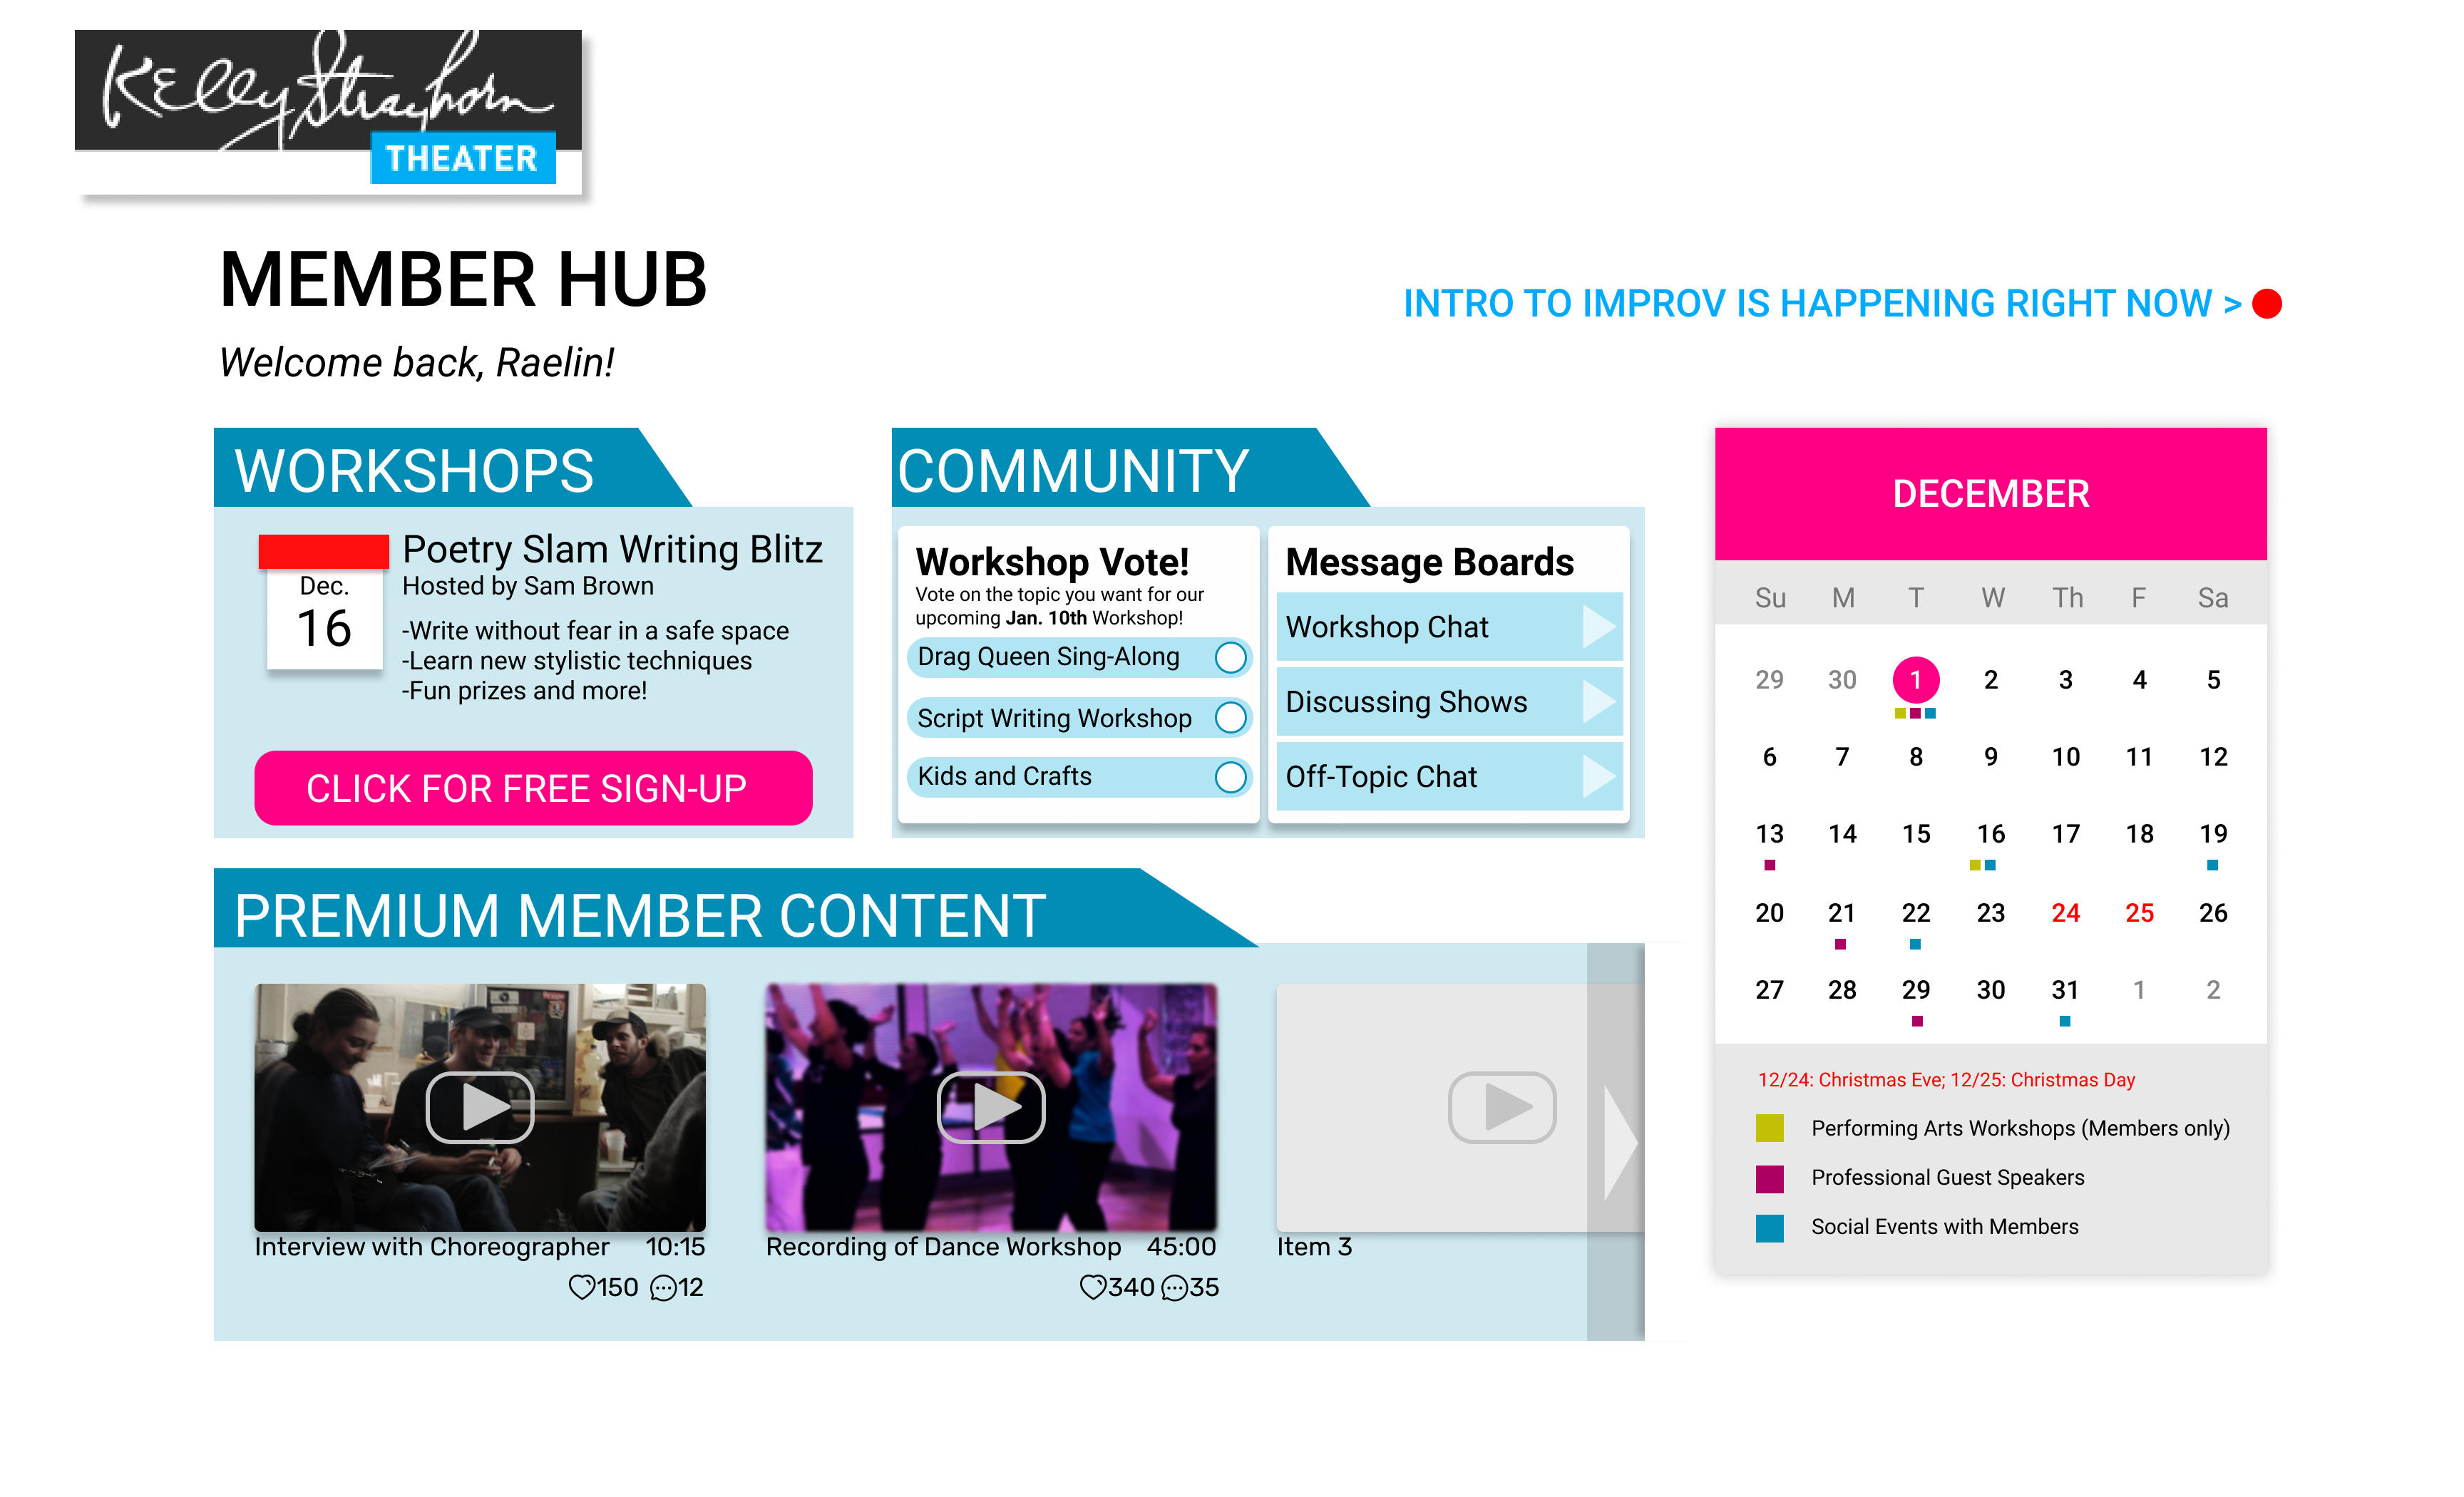 Kelly Strayhorn
THEATER
MEMBER HUB
Welcome back, Raelin!
INTRO TO IMPROV IS HAPPENING RIGHT NOW >
WORKSHOPS
Dec.
16
Poetry Slam Writing Blitz
Hosted by Sam Brown
-Write without fear in a safe space
-Learn new stylistic techniques
-Fun prizes and more!
CLICK FOR FREE SIGN-UP
COMMUNITY
Workshop Vote!
Vote on the topic you want for our
upcoming Jan. 10th Workshop!
Drag Queen Sing-Along
Script Writing Workshop
Kids and Crafts
Message Boards
Workshop Chat
Discussing Shows
Off-Topic Chat
PREMIUM MEMBER CONTENT
Interview with Choreographer 10:15
150 12
Recording of Dance Workshop 45:00
340 35
Item 3
DECEMBER
Su M T W Th F Sa
29 30 1 2 3 4 5
6 7 8 9 10 11 12
13 14 15 16 17 18 19
20 21 22 23 24 25 26
27 28 29 30 31 1 2
12/24: Christmas Eve; 12/25: Christmas Day
Performing Arts Workshops (Members only)
Professional Guest Speakers
Social Events with Members